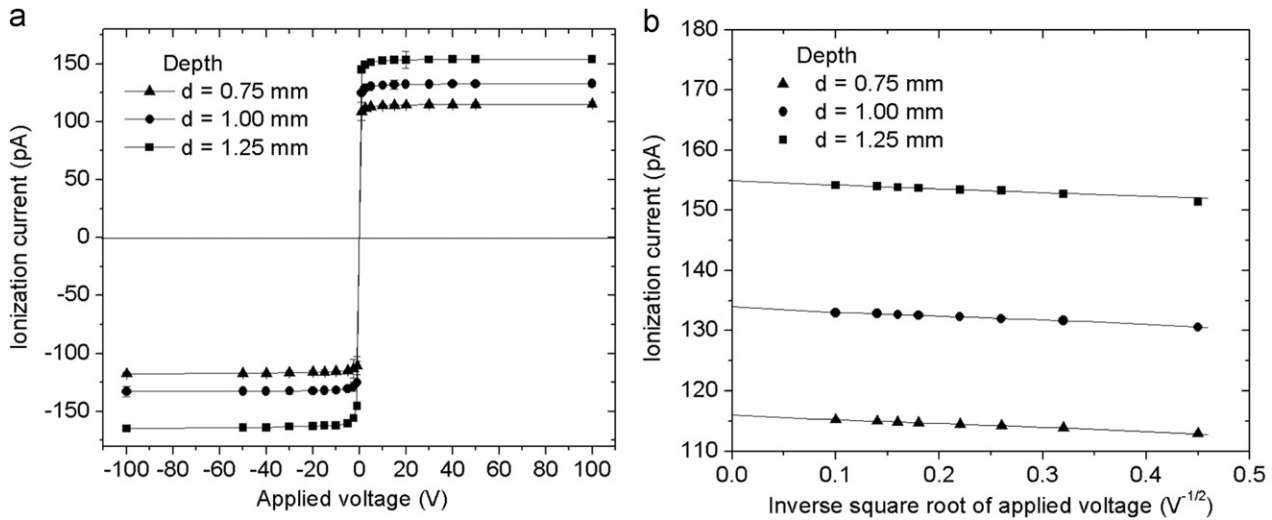 a
Depth
d = 0.75 mm
d = 1.00 mm
d = 1.25 mm
150
100
50
0
-50
-100
-150
Ionization current (pA)
-100 -80 -60 -40 -20 0 20 40 60 80 100
Applied voltage (V)
b
Depth
d = 0.75 mm
d = 1.00 mm
d = 1.25 mm
180
170
160
150
140
130
120
110
Ionization current (pA)
0.0 0.1 0.2 0.3 0.4 0.5
Inverse square root of applied voltage (V⁻¹/²)